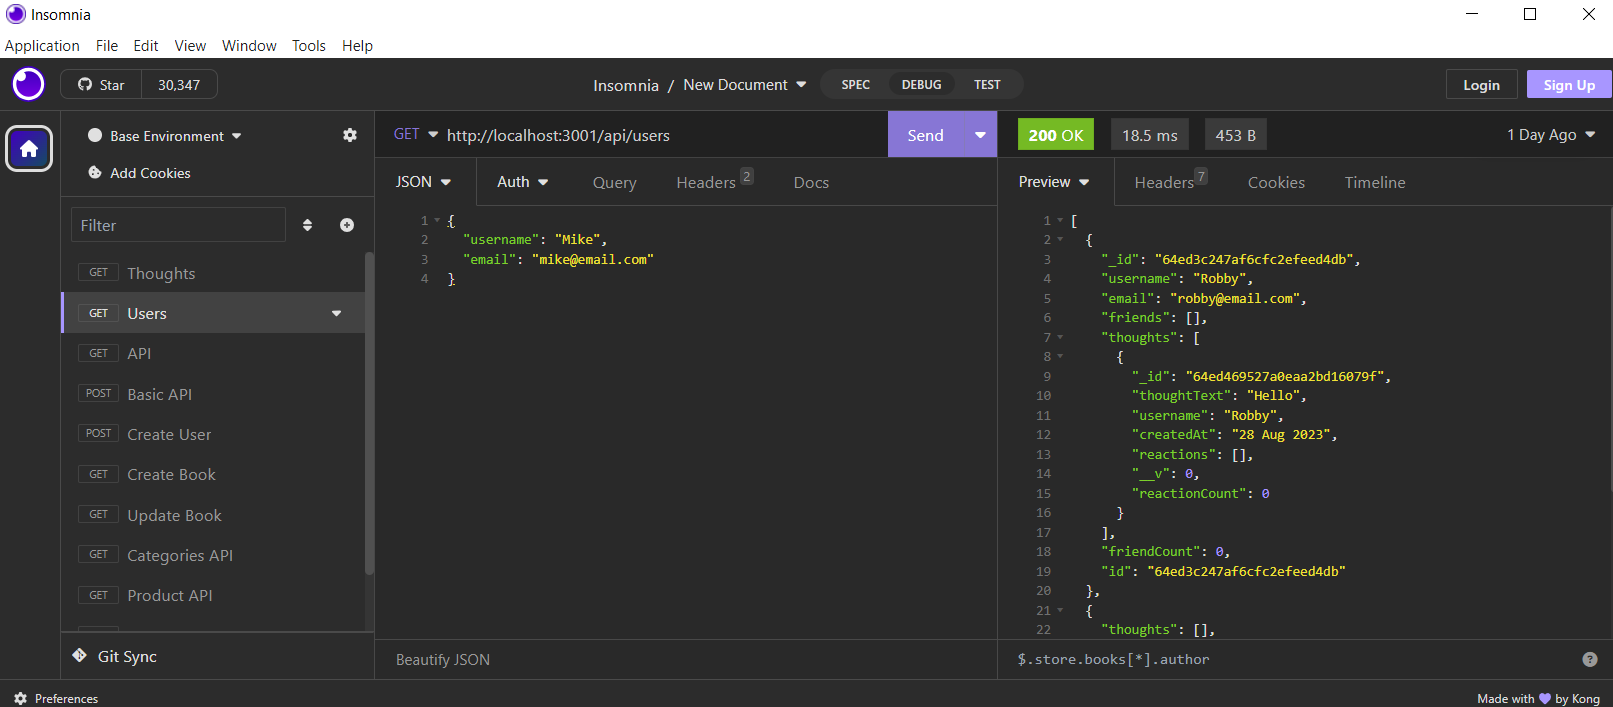 Insomnia
Application File Edit View Window Tools Help
Star 30,347
Insomnia / New Document
SPEC DEBUG TEST
Login Sign Up
Base Environment
Add Cookies
Filter
GET Thoughts
GET Users
GET API
POST Basic API
POST Create User
GET Create Book
GET Update Book
GET Categories API
GET Product API
Git Sync
GET http://localhost:3001/api/users Send
JSON Auth Query Headers 2 Docs
1 {
2 "username": "Mike",
3 "email": "mike@email.com"
4 }
Beautify JSON
200 OK 18.5 ms 453 B 1 Day Ago
Preview Headers 7 Cookies Timeline
1 [
2 {
3 "_id": "64ed3c247af6cfc2efeed4db",
4 "username": "Robby",
5 "email": "robby@email.com",
6 "friends": [],
7 "thoughts": [
8 {
9 "_id": "64ed469527a0eaa2bd16079f",
10 "thoughtText": "Hello",
11 "username": "Robby",
12 "createdAt": "28 Aug 2023",
13 "reactions": [],
14 "__v": 0,
15 "reactionCount": 0
16 }
17 ],
18 "friendCount": 0,
19 "id": "64ed3c247af6cfc2efeed4db"
20 },
21 {
22 "thoughts": [],
$.store.books[*].author ?
Preferences
Made with 💜 by Kong